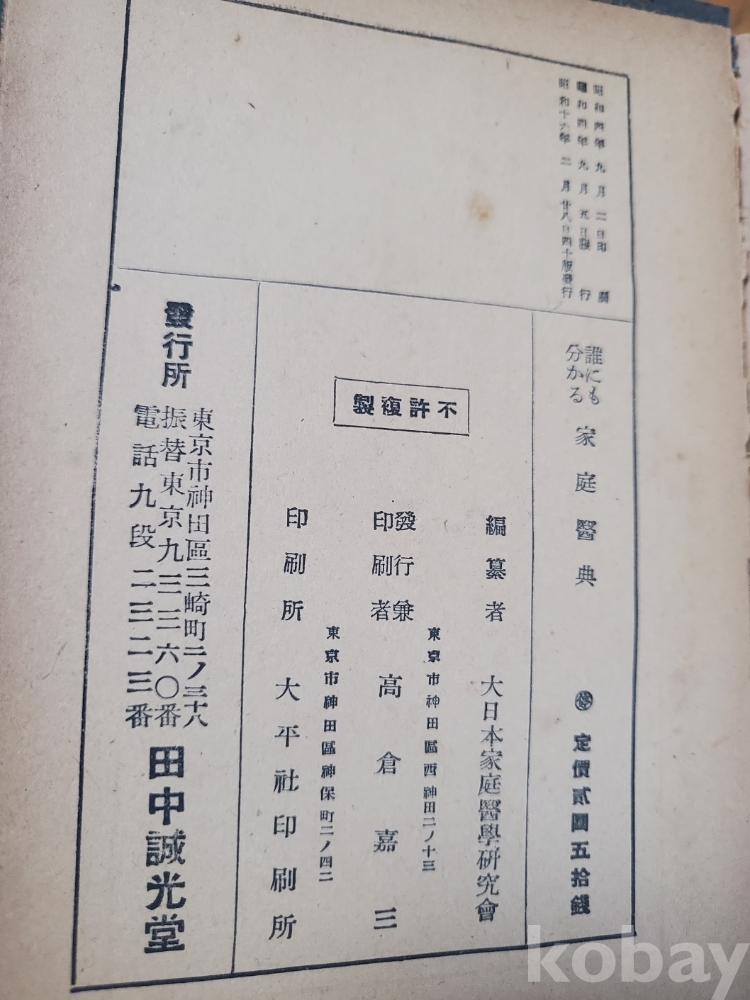 昭和四年九月二日印刷
昭和四年九月五日發行
昭和十六年二月廿八日四十版發行
誰にも
分かる
家庭醫典
定價貳圓五拾錢
不許複製
編纂者 大日本家庭醫學研究會
東京市神田區西神田二ノ十三
發行兼
印刷者 高倉嘉三
東京市神田區神保町二ノ四二
印刷所 大平社印刷所
發行所
東京市神田區三崎町二ノ三十八
振替東京九三三六〇番
電話九段二三二三番
田中誠光堂
kobay